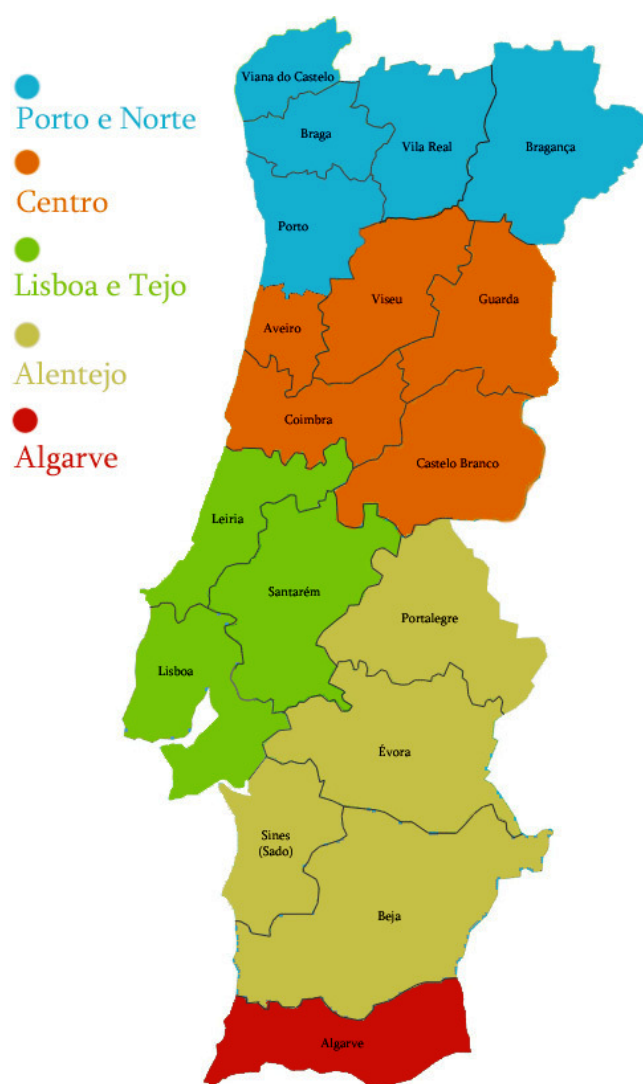 Porto e Norte
Centro
Lisboa e Tejo
Alentejo
Algarve
Viana do Castelo
Braga
Vila Real
Bragança
Porto
Viseu
Guarda
Aveiro
Coimbra
Castelo Branco
Leiria
Santarém
Portalegre
Lisboa
Évora
Sines
(Sado)
Beja
Algarve